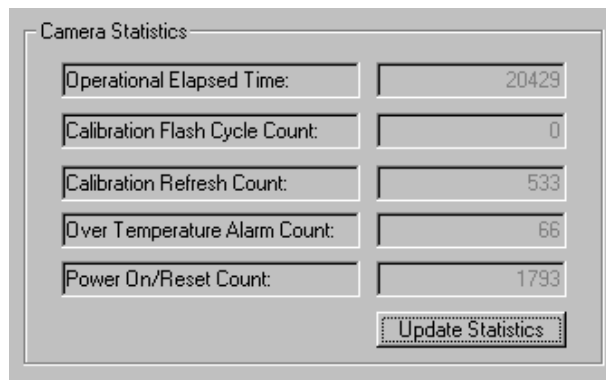 Camera Statistics
Operational Elapsed Time: 20429
Calibration Flash Cycle Count: 0
Calibration Refresh Count: 533
Over Temperature Alarm Count: 66
Power On/Reset Count: 1793
Update Statistics